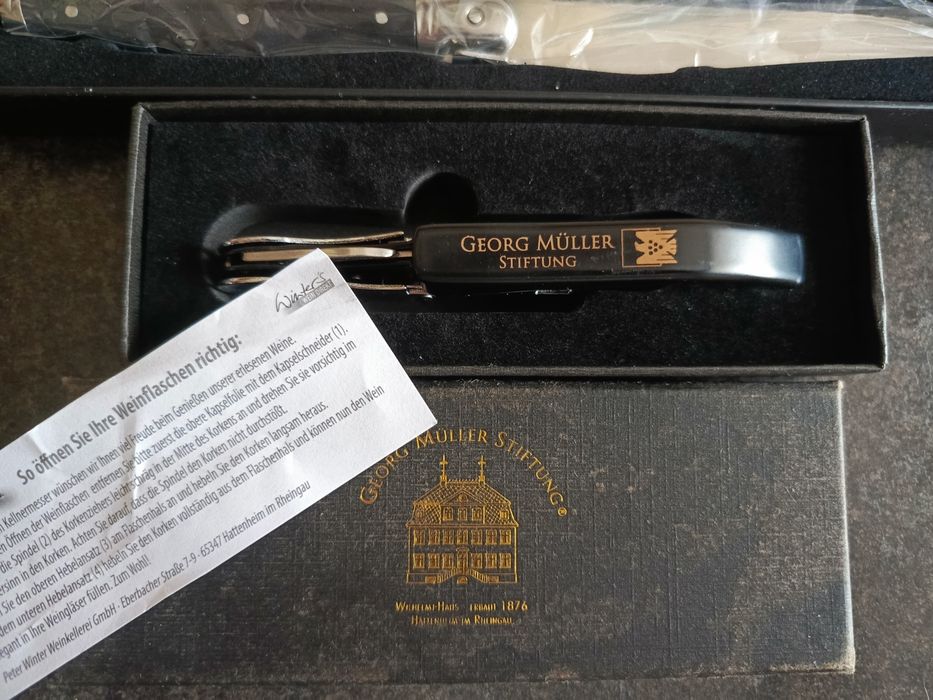 GEORG MÜLLER
STIFTUNG
Winter's
So öffnen Sie Ihre Weinflaschen richtig:
Kellnermesser wünschen wir Ihnen viel Freude beim Genießen unserer erlesenen Weine.
Öffnen der Weinflaschen entfernen Sie bitte zuerst die obere Kapselfolie mit dem Kapselschneider (1).
die Spindel (2) des Korkenziehers leicht schräg in der Mitte des Korkens an und drehen Sie sie vorsichtig im
in den Korken. Achten Sie darauf, dass die Spindel den Korken nicht durchstößt.
Sie den oberen Hebelansatz (3) am Flaschenhals an und hebeln Sie den Korken langsam heraus.
dem unteren Hebelansatz (4) hebeln Sie den Korken vollständig aus dem Flaschenhals und können nun den Wein
in Ihre Weingläser füllen. Zum Wohl!
Peter Winter Weinkellerei GmbH · Eberbacher Straße 7-9 · 65347 Hattenheim im Rheingau
GEORG MÜLLER STIFTUNG®
WILHELMI-HAUS ERBAUT 1876
HATTENHEIM IM RHEINGAU